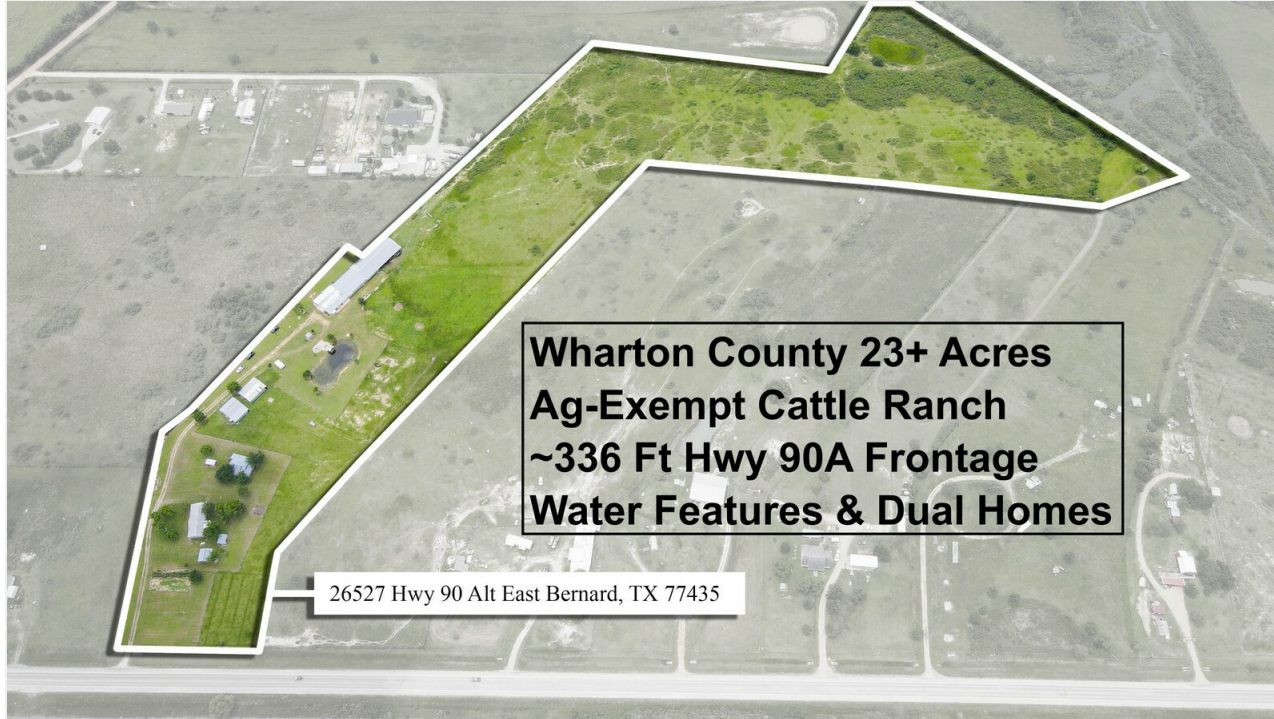 Wharton County 23+ Acres
Ag-Exempt Cattle Ranch
~336 Ft Hwy 90A Frontage
Water Features & Dual Homes
26527 Hwy 90 Alt East Bernard, TX 77435